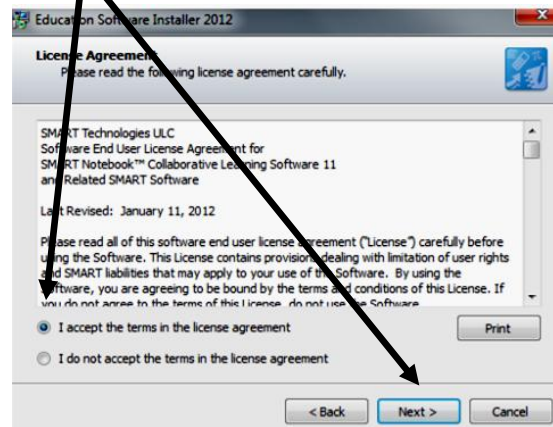 Education Software Installer 2012
License Agreement
Please read the following license agreement carefully.
SMART Technologies ULC
Software End User License Agreement for
SMART Notebook™ Collaborative Learning Software 11
and Related SMART Software
Last Revised: January 11, 2012
Please read all of this software end user license agreement ("License") carefully before
using the Software. This License contains provisions dealing with limitation of user rights
and SMART liabilities that may apply to your use of the Software. By using the
Software, you are agreeing to be bound by the terms and conditions of this License. If
you do not agree to the terms of this License, do not use the Software.
I accept the terms in the license agreement
Print
I do not accept the terms in the license agreement
< Back
Next >
Cancel